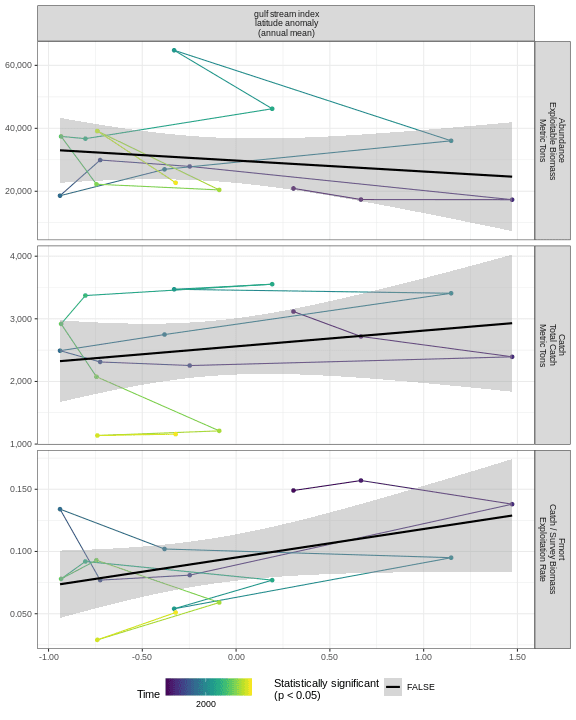 gulf stream index
latitude anomaly
(annual mean)
60,000
40,000
20,000
Abundance
Exploitable Biomass
Metric Tons
4,000
3,000
2,000
1,000
Catch
Total Catch
Metric Tons
0.150
0.100
0.050
Fmort
Catch / Survey Biomass
Exploitation Rate
-1.00
-0.50
0.00
0.50
1.00
1.50
Time
2000
Statistically significant
(p < 0.05)
FALSE